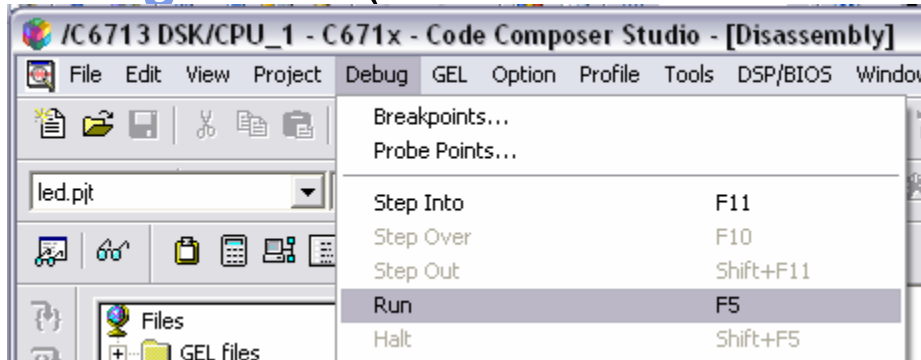 /C6713 DSK/CPU_1 - C671x - Code Composer Studio - [Disassembly]
File Edit View Project Debug GEL Option Profile Tools DSP/BIOS Window
Breakpoints...
Probe Points...
led.pjt
Step Into F11
Step Over F10
Step Out Shift+F11
Run F5
Files
Halt Shift+F5
GEL files